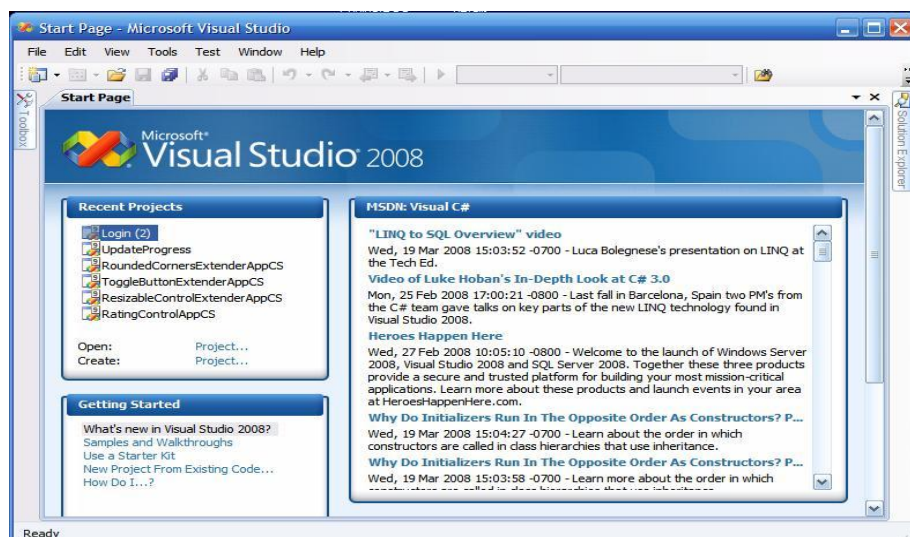 Start Page - Microsoft Visual Studio
File Edit View Tools Test Window Help
Toolbox
Start Page
Solution Explorer
Microsoft®
Visual Studio® 2008
Recent Projects
Login (2)
UpdateProgress
RoundedCornersExtenderAppCS
ToggleButtonExtenderAppCS
ResizableControlExtenderAppCS
RatingControlAppCS
Open: Project...
Create: Project...
Getting Started
What's new in Visual Studio 2008?
Samples and Walkthroughs
Use a Starter Kit
New Project From Existing Code...
How Do I...?
MSDN: Visual C#
"LINQ to SQL Overview" video
Wed, 19 Mar 2008 15:03:52 -0700 - Luca Bolegnese's presentation on LINQ at
the Tech Ed.
Video of Luke Hoban's In-Depth Look at C# 3.0
Mon, 25 Feb 2008 17:00:21 -0800 - Last fall in Barcelona, Spain two PM's from
the C# team gave talks on key parts of the new LINQ technology found in
Visual Studio 2008.
Heroes Happen Here
Wed, 27 Feb 2008 10:05:10 -0800 - Welcome to the launch of Windows Server
2008, Visual Studio 2008 and SQL Server 2008. Together these three products
provide a secure and trusted platform for building your most mission-critical
applications. Learn more about these products and launch events in your area
at HeroesHappenHere.com.
Why Do Initializers Run In The Opposite Order As Constructors? P...
Wed, 19 Mar 2008 15:04:27 -0700 - Learn about the order in which
constructors are called in class hierarchies that use inheritance.
Why Do Initializers Run In The Opposite Order As Constructors? P...
Wed, 19 Mar 2008 15:03:58 -0700 - Learn more about the order in which
constructors are called in class hierarchies that use inheritance.
Ready